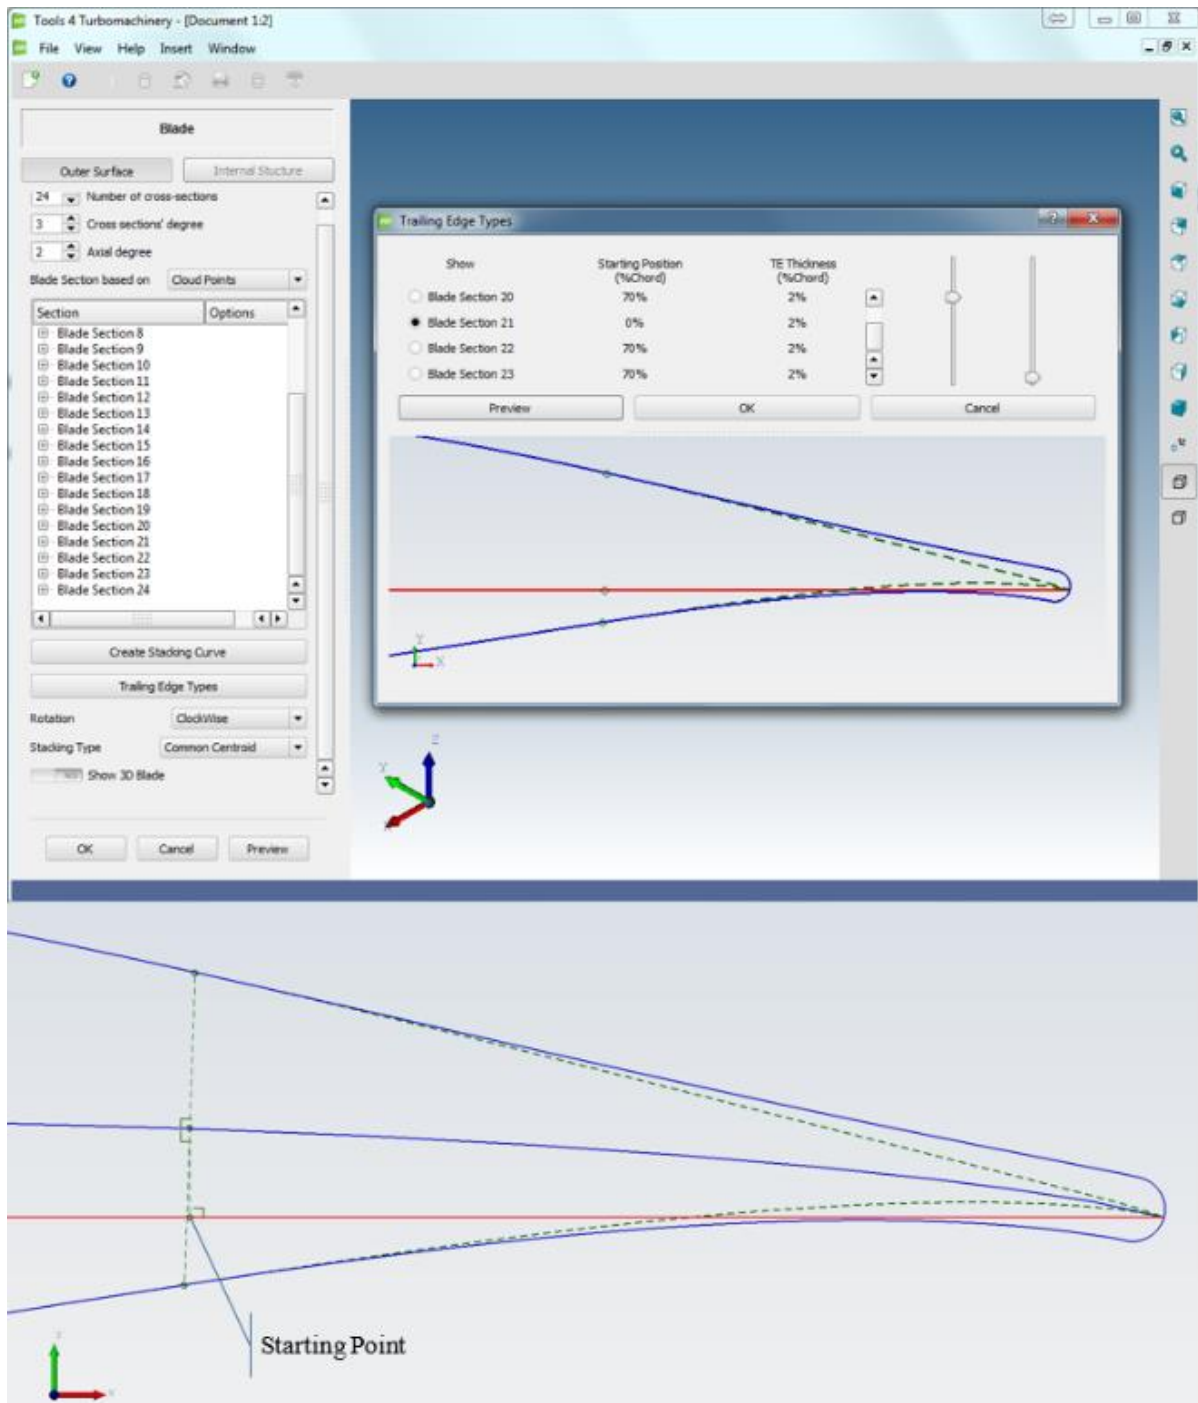 Tools 4 Turbomachinery - [Document 1:2]
File View Help Insert Window
Blade
Outer Surface Internal Stucture
24 Number of cross-sections
3 Cross sections' degree
2 Axial degree
Blade Section based on Cloud Points
Section Options
Blade Section 8
Blade Section 9
Blade Section 10
Blade Section 11
Blade Section 12
Blade Section 13
Blade Section 14
Blade Section 15
Blade Section 16
Blade Section 17
Blade Section 18
Blade Section 19
Blade Section 20
Blade Section 21
Blade Section 22
Blade Section 23
Blade Section 24
Create Stacking Curve
Trailing Edge Types
Rotation ClockWise
Stacking Type Common Centroid
Show 3D Blade
OK Cancel Preview
Trailing Edge Types
Show Starting Position (%Chord) TE Thickness (%Chord)
Blade Section 20 70% 2%
Blade Section 21 0% 2%
Blade Section 22 70% 2%
Blade Section 23 70% 2%
Preview OK Cancel
Y
X
Z
Y
X
Starting Point